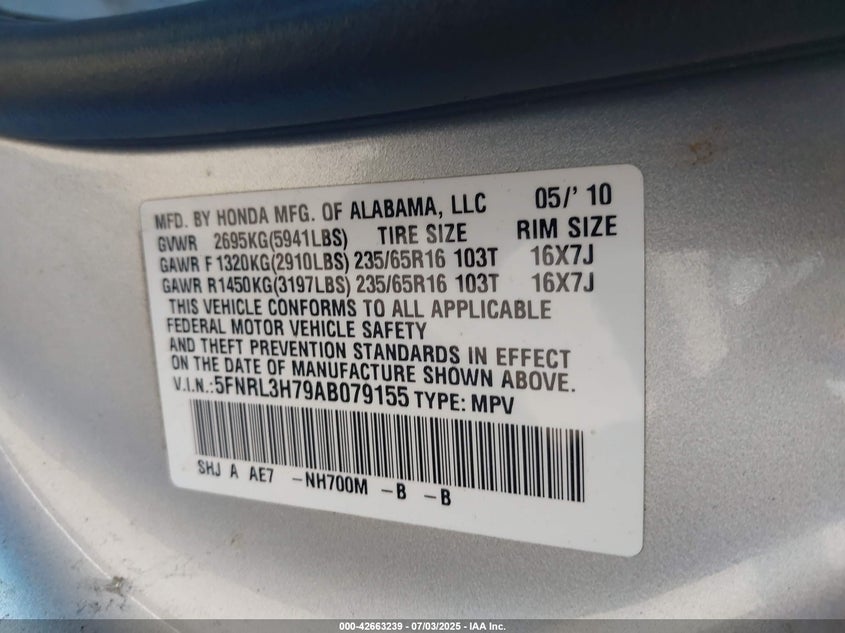 MFD. BY HONDA MFG. OF ALABAMA, LLC 05/' 10
GVWR 2695KG(5941LBS) TIRE SIZE RIM SIZE
GAWR F 1320KG(2910LBS) 235/65R16 103T 16X7J
GAWR R1450KG(3197LBS) 235/65R16 103T 16X7J
THIS VEHICLE CONFORMS TO ALL APPLICABLE
FEDERAL MOTOR VEHICLE SAFETY
AND THEFT PREVENTION STANDARDS IN EFFECT
ON THE DATE OF MANUFACTURE SHOWN ABOVE.
V.I.N.:5FNRL3H79AB079155 TYPE: MPV
SHJ A AE7 -NH700M -B -B
000-42663239 - 07/03/2025 - IAA Inc.